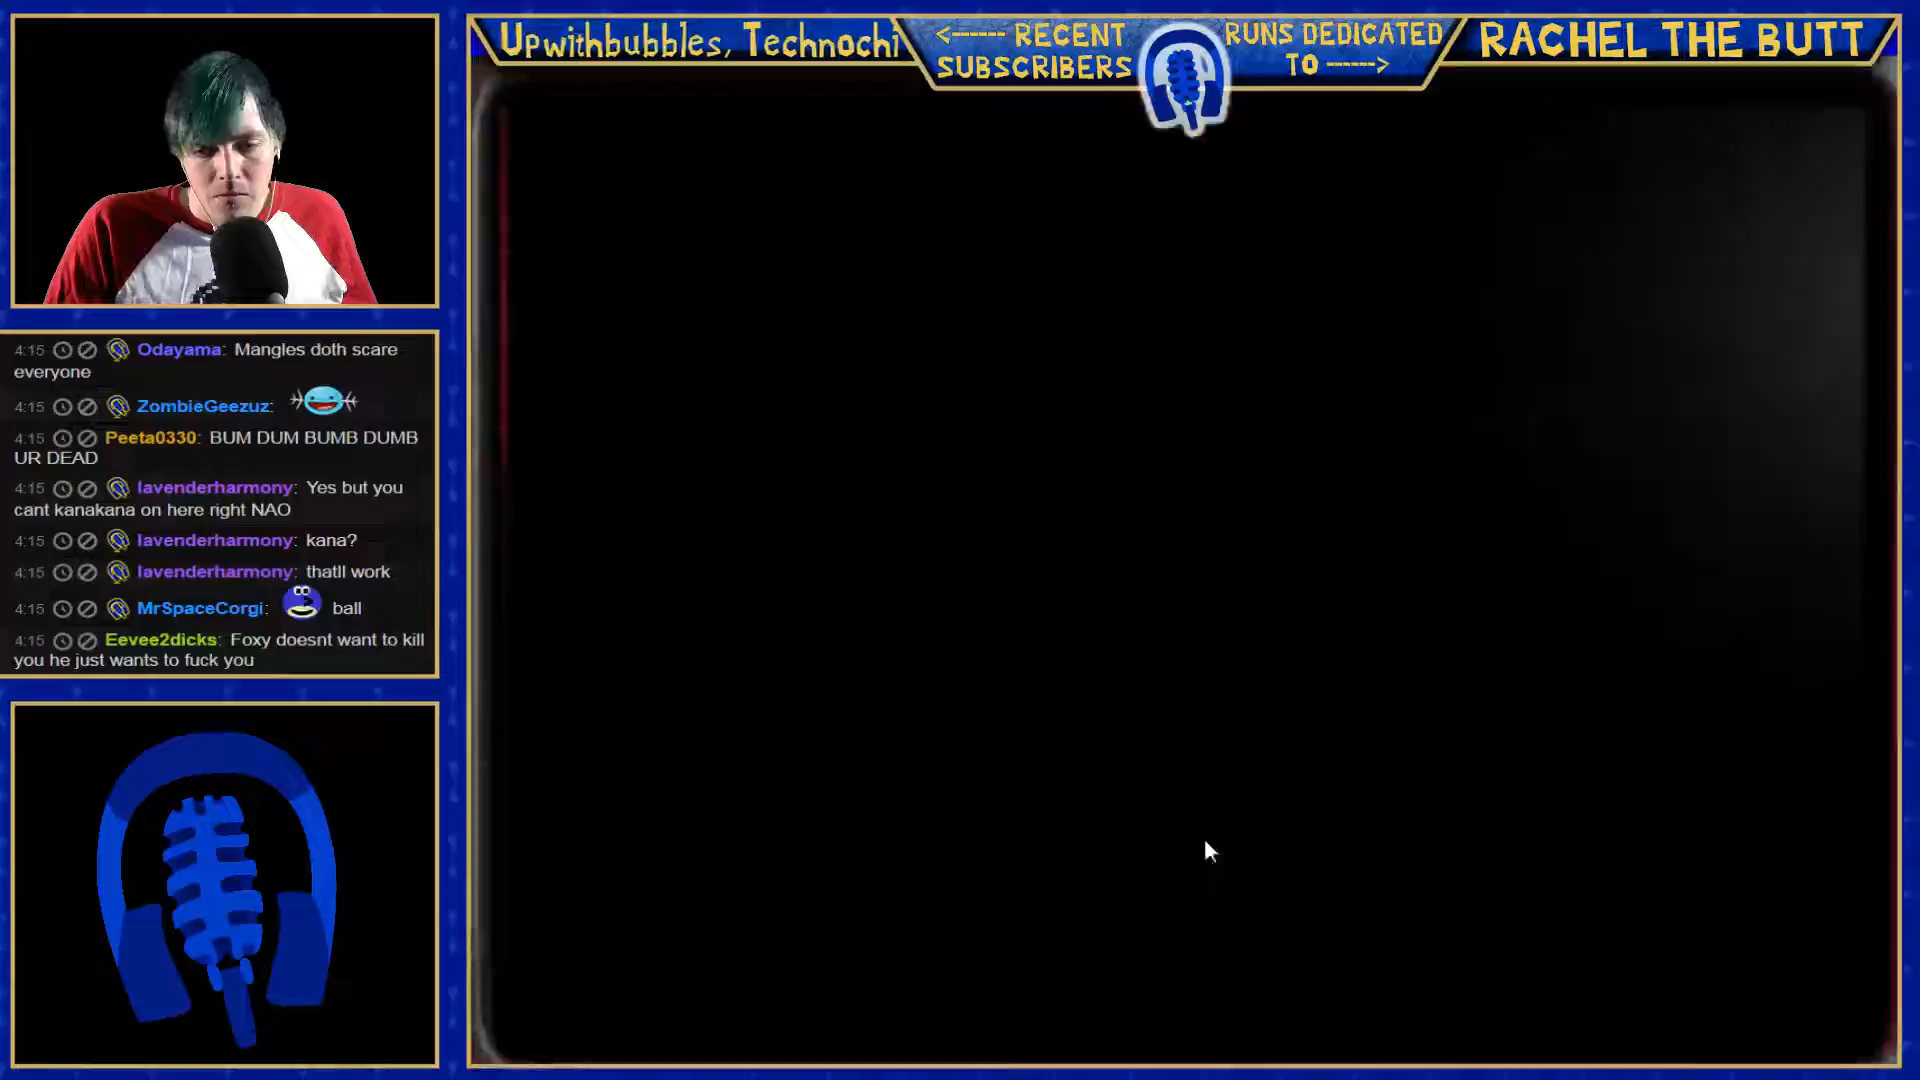 Upwithbubbles, Technochi
<------ RECENT
SUBSCRIBERS
RUNS DEDICATED
TO ------>
RACHEL THE BUTT
4:15 Odayama: Mangles doth scare
everyone
4:15 ZombieGeezuz:
4:15 Peeta0330: BUM DUM BUMB DUMB
UR DEAD
4:15 lavenderharmony: Yes but you
cant kanakana on here right NAO
4:15 lavenderharmony: kana?
4:15 lavenderharmony: thatll work
4:15 MrSpaceCorgi: ball
4:15 Eevee2dicks: Foxy doesnt want to kill
you he just wants to fuck you